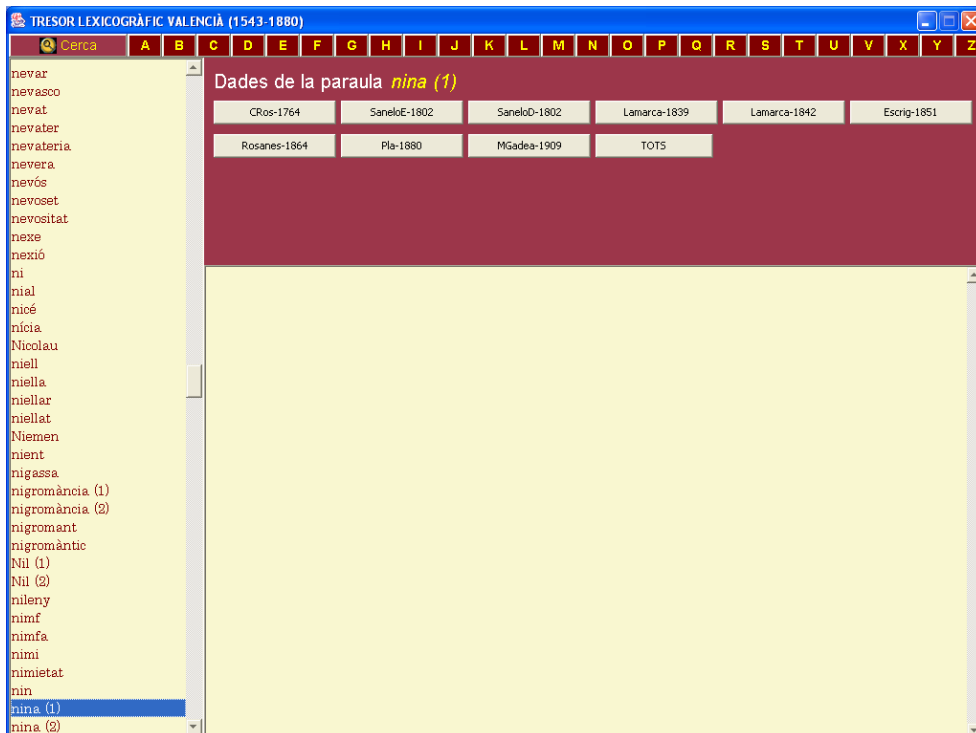 TRESOR LEXICOGRÀFIC VALENCIÀ (1543-1880)
Cerca A B C D E F G H I J K L M N O P Q R S T U V X Y Z
nevar
nevasco
nevat
nevater
nevateria
nevera
nevós
nevoset
nevositat
nexe
nexió
ni
nial
nicé
nícia
Nicolau
niell
niella
niellar
niellat
Niemen
nient
nigassa
nigromància (1)
nigromància (2)
nigromant
nigromàntic
Nil (1)
Nil (2)
nileny
nimf
nimfa
nimi
nimietat
nin
nina (1)
nina (2)
Dades de la paraula nina (1)
CRos-1764 SaneloE-1802 SaneloD-1802 Lamarca-1839 Lamarca-1842 Escrig-1851
Rosanes-1864 Pla-1880 MGadea-1909 TOTS